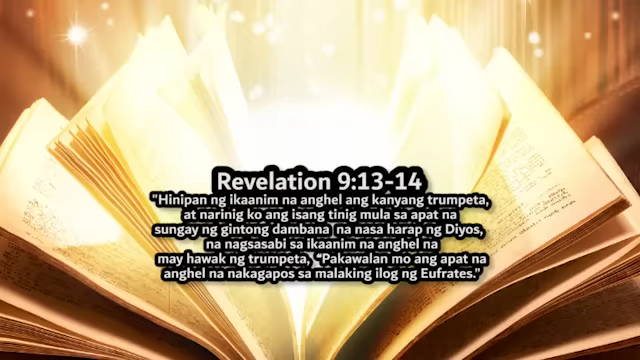 Revelation 9:13-14
"Hinipan ng ikaanim na anghel ang kanyang trumpeta,
at narinig ko ang isang tinig mula sa apat na
sungay ng gintong dambana na nasa harap ng Diyos,
na nagsasabi sa ikaanim na anghel na
may hawak ng trumpeta, “Pakawalan mo ang apat na
anghel na nakagapos sa malaking ilog ng Eufrates.”